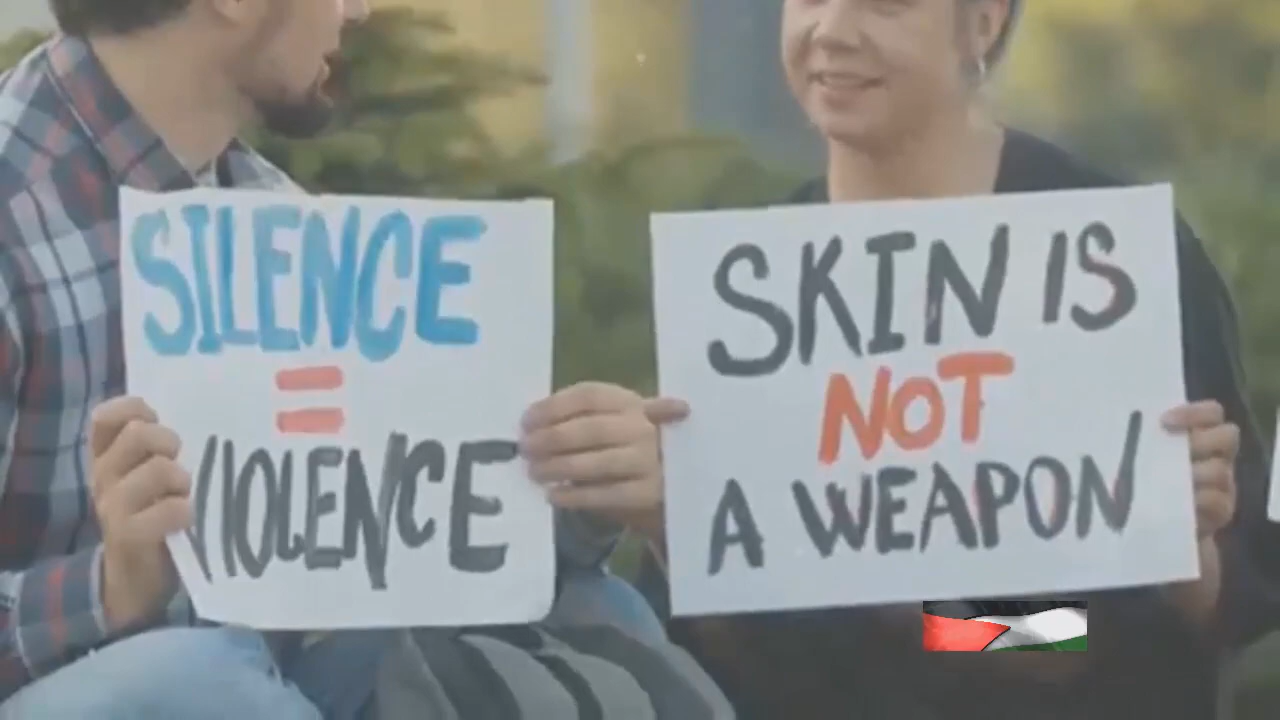 SILENCE
=
VIOLENCE
SKIN IS
NOT
A WEAPON